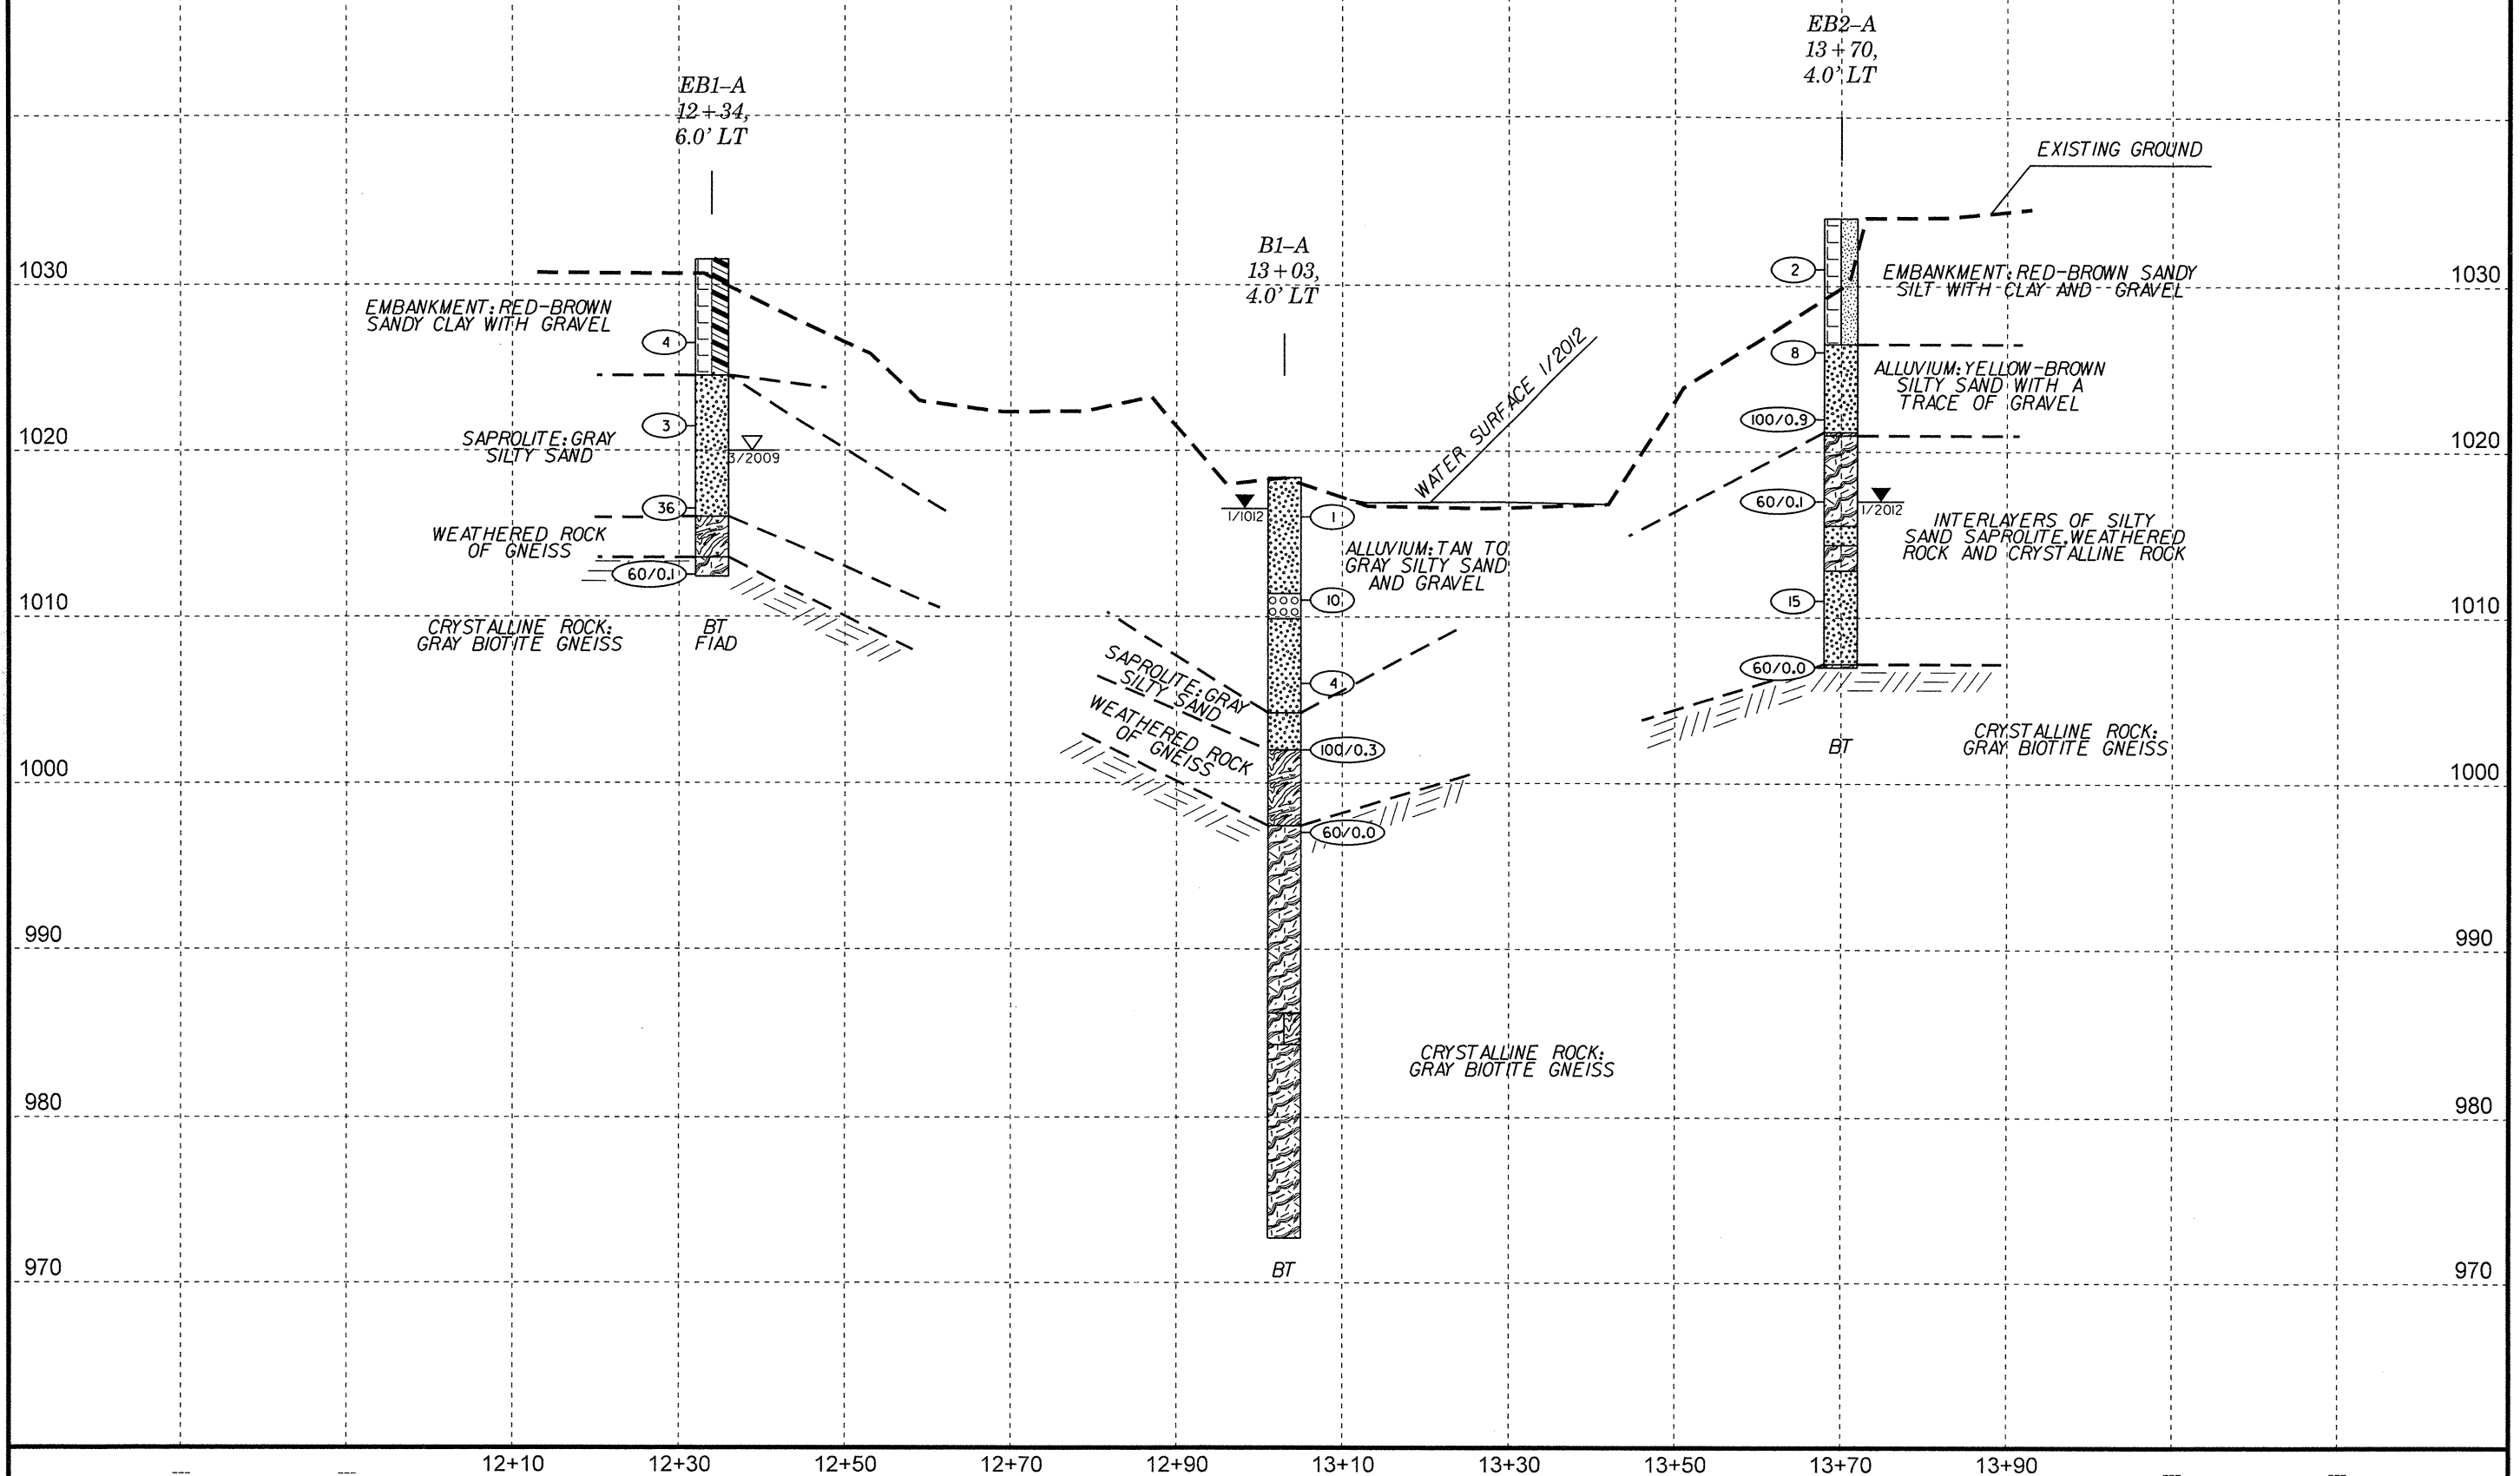 EB2–A
13+70,
4.0' LT
EB1–A
12+34,
6.0' LT
EXISTING GROUND
B1–A
13+03,
4.0' LT
1030
1030
2
EMBANKMENT: RED-BROWN SANDY
SILT WITH CLAY AND GRAVEL
EMBANKMENT: RED-BROWN
SANDY CLAY WITH GRAVEL
4
WATER SURFACE 1/2012
8
ALLUVIUM: YELLOW-BROWN
SILTY SAND WITH A
TRACE OF GRAVEL
100/0.9
3
1020
1020
SAPROLITE: GRAY
SILTY SAND
3/2009
36
60/0.1
1/2012
1/1012
1
WEATHERED ROCK
OF GNEISS
INTERLAYERS OF SILTY
SAND SAPROLITE, WEATHERED
ROCK AND CRYSTALLINE ROCK
ALLUVIUM: TAN TO
GRAY SILTY SAND
AND GRAVEL
60/0.1
10
15
1010
1010
CRYSTALLINE ROCK:
GRAY BIOTITE GNEISS
BT
FIAD
60/0.0
SAPROLITE: GRAY
SILTY SAND
4
WEATHERED ROCK
OF GNEISS
100/0.3
BT
CRYSTALLINE ROCK:
GRAY BIOTITE GNEISS
1000
1000
60/0.0
990
990
CRYSTALLINE ROCK:
GRAY BIOTITE GNEISS
980
980
970
BT
970
--- --- 12+10 12+30 12+50 12+70 12+90 13+10 13+30 13+50 13+70 13+90 --- ---